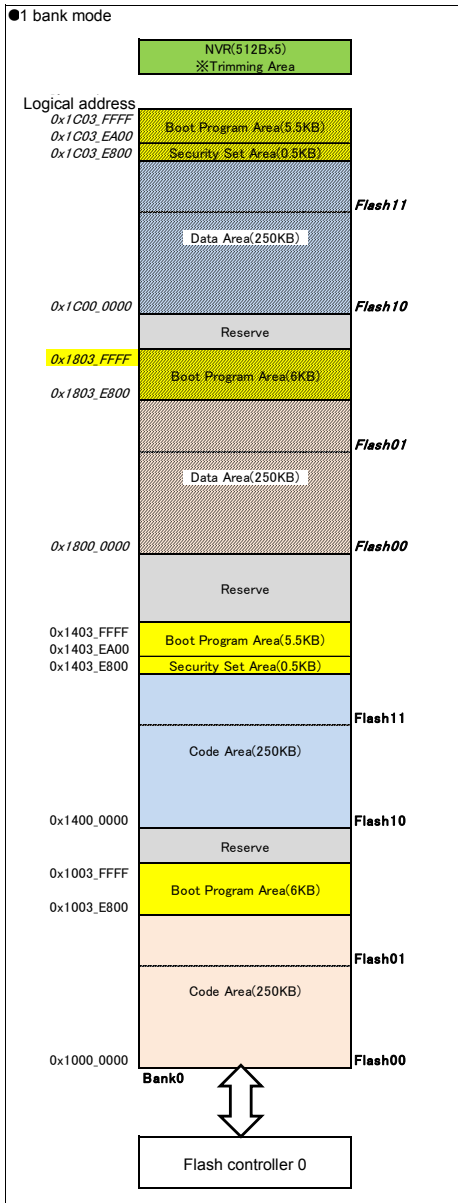 ●1 bank mode
NVR(512Bx5)
※Trimming Area
Logical address
0x1C03_FFFF
Boot Program Area(5.5KB)
0x1C03_EA00
0x1C03_E800
Security Set Area(0.5KB)
Flash11
Data Area(250KB)
0x1C00_0000
Flash10
Reserve
0x1803_FFFF
Boot Program Area(6KB)
0x1803_E800
Flash01
Data Area(250KB)
0x1800_0000
Flash00
Reserve
0x1403_FFFF
Boot Program Area(5.5KB)
0x1403_EA00
0x1403_E800
Security Set Area(0.5KB)
Flash11
Code Area(250KB)
0x1400_0000
Flash10
Reserve
0x1003_FFFF
Boot Program Area(6KB)
0x1003_E800
Flash01
Code Area(250KB)
0x1000_0000
Flash00
Bank0
Flash controller 0